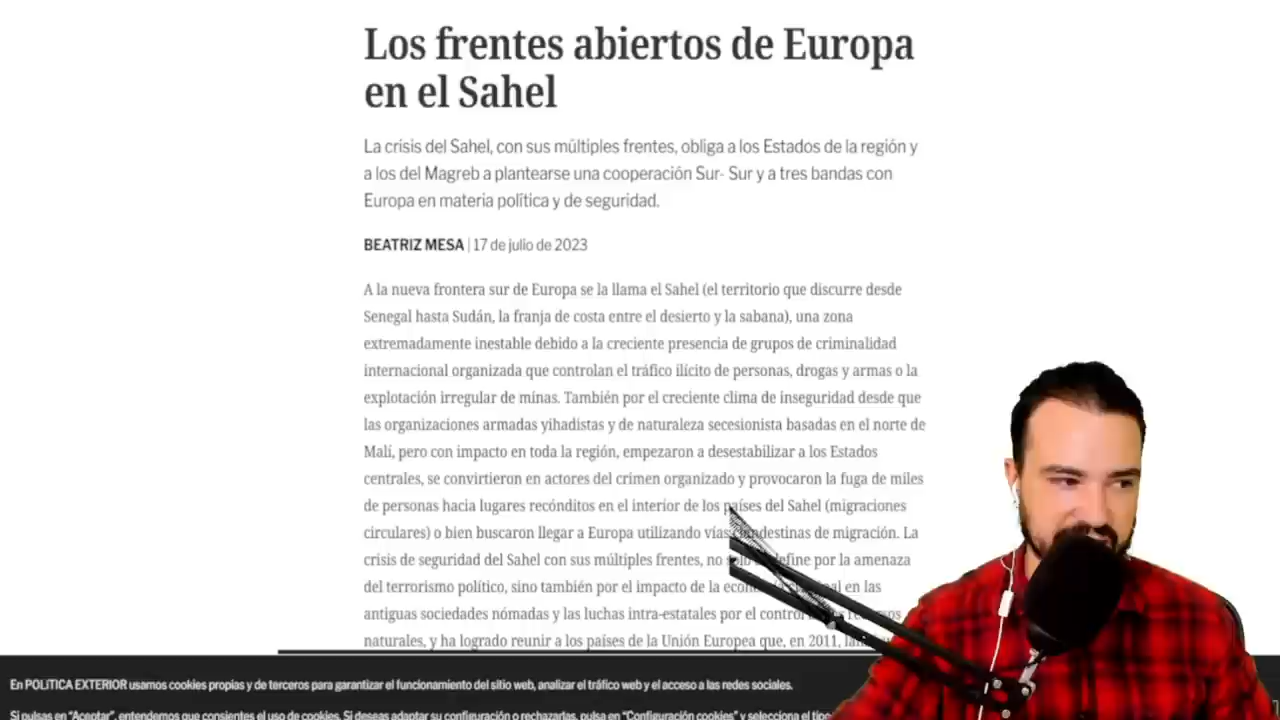 Los frentes abiertos de Europa
en el Sahel
La crisis del Sahel, con sus múltiples frentes, obliga a los Estados de la región y
a los del Magreb a plantearse una cooperación Sur- Sur y a tres bandas con
Europa en materia política y de seguridad.
BEATRIZ MESA | 17 de julio de 2023
A la nueva frontera sur de Europa se la llama el Sahel (el territorio que discurre desde
Senegal hasta Sudán, la franja de costa entre el desierto y la sabana), una zona
extremadamente inestable debido a la creciente presencia de grupos de criminalidad
internacional organizada que controlan el tráfico ilícito de personas, drogas y armas o la
explotación irregular de minas. También por el creciente clima de inseguridad desde que
las organizaciones armadas yihadistas y de naturaleza secesionista basadas en el norte de
Malí, pero con impacto en toda la región, empezaron a desestabilizar a los Estados
centrales, se convirtieron en actores del crimen organizado y provocaron la fuga de miles
de personas hacia lugares recónditos en el interior de los países del Sahel (migraciones
circulares) o bien buscaron llegar a Europa utilizando vías clandestinas de migración. La
crisis de seguridad del Sahel con sus múltiples frentes, no solo define por la amenaza
del terrorismo político, sino también por el impacto de la en las
antiguas sociedades nómadas y las luchas intra-estatales por el control recursos
naturales, y ha logrado reunir a los países de la Unión Europea que, en 2011,
En POLíTICA EXTERIOR usamos cookies propias y de terceros para garantizar el funcionamiento del sitio web, analizar el tráfico web y el acceso a las redes sociales.
Si pulsas en "Aceptar", entendemos que consientes el uso de cookies. Si deseas adaptar su configuración o rechazarlas, pulsa en "Configuración cookies" y selecciona el tipo